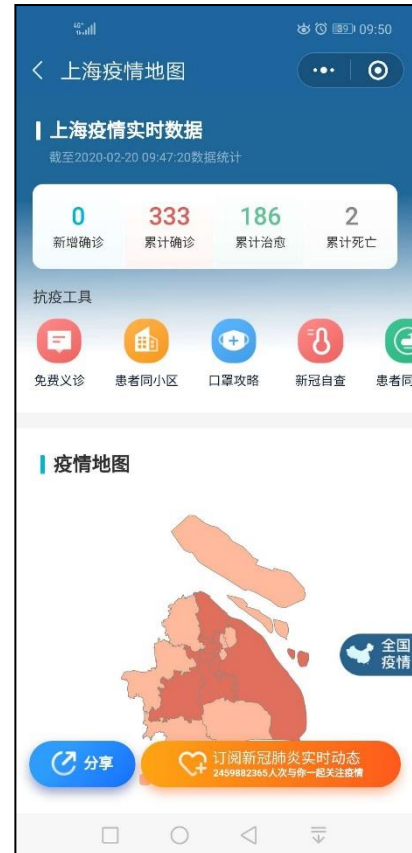 46+ 09:50
上海疫情地图
上海疫情实时数据
截至2020-02-20 09:47:20数据统计
0 333 186 2
新增确诊 累计确诊 累计治愈 累计死亡
抗疫工具
免费义诊 患者同小区 口罩攻略 新冠自查 患者同
疫情地图
全国
疫情
分享
订阅新冠肺炎实时动态
2459882365人次与你一起关注疫情